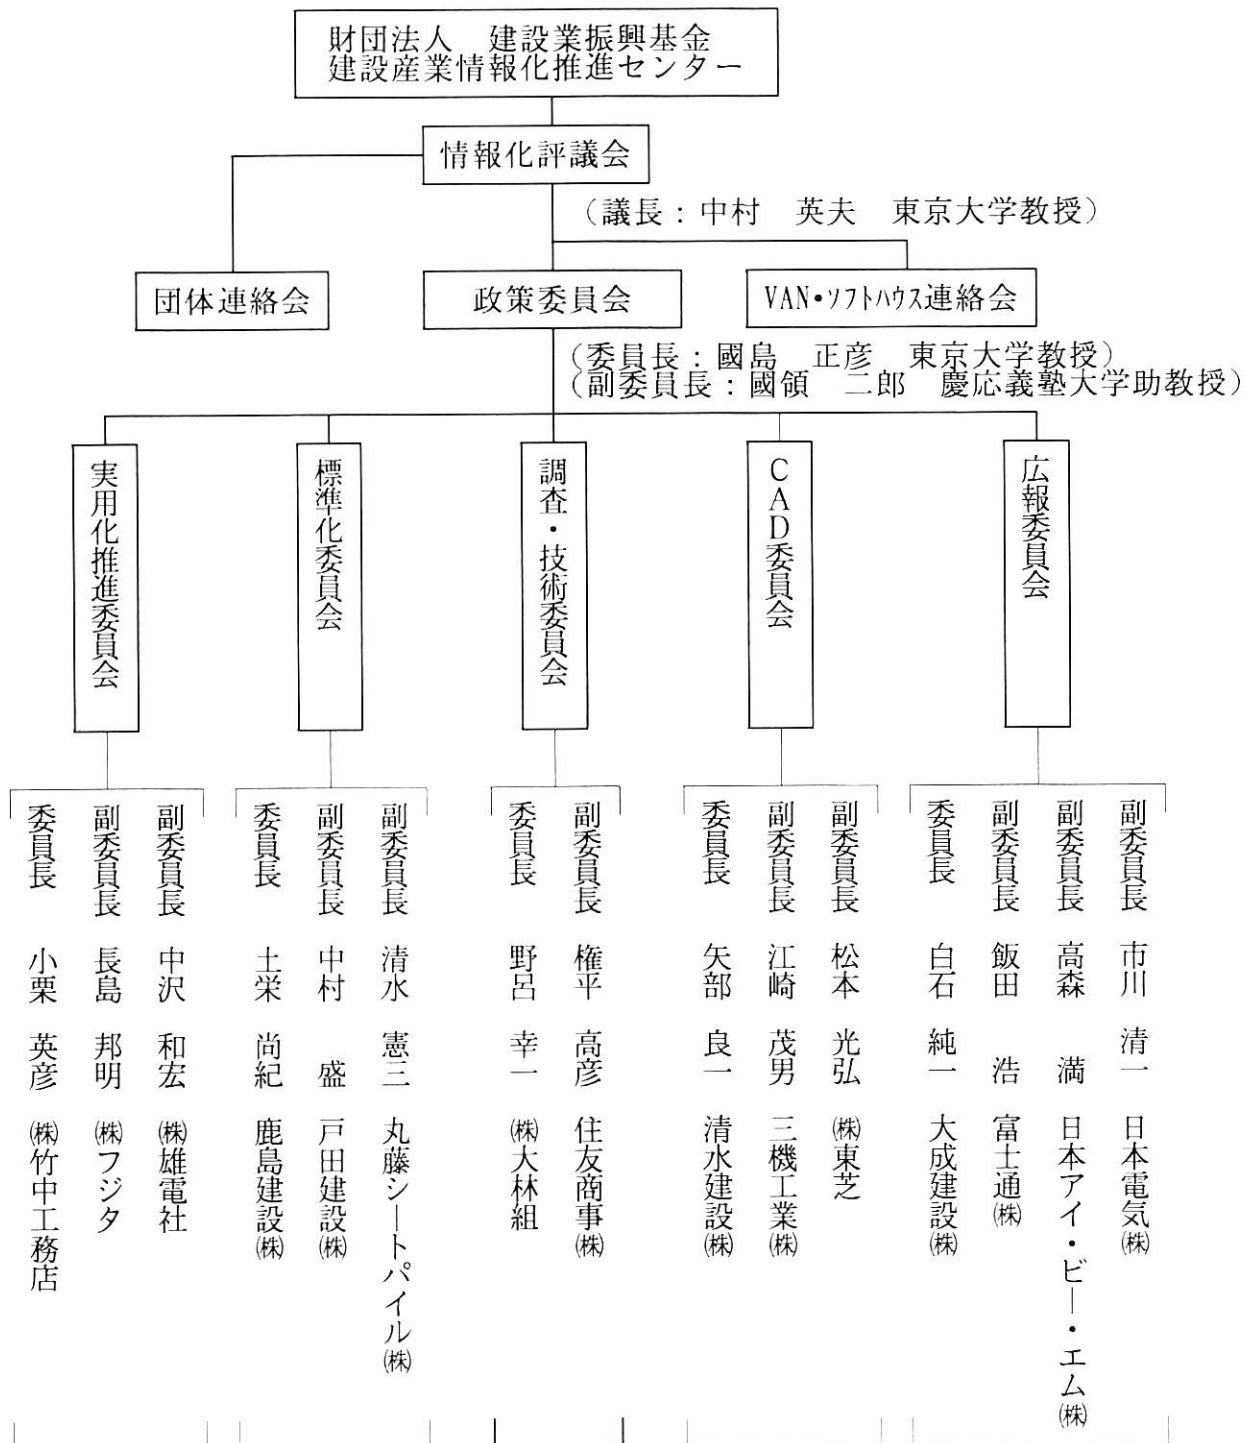 財団法人　建設業振興基金
建設産業情報化推進センター
情報化評議会
（議長：中村　英夫　東京大学教授）
団体連絡会
政策委員会
VAN・ソフトハウス連絡会
（委員長：國島　正彦　東京大学教授）
（副委員長：國領　二郎　慶応義塾大学助教授）
実用化推進委員会
標準化委員会
調査・技術委員会
CAD委員会
広報委員会
委員長　小栗　英彦　㈱竹中工務店
副委員長　長島　邦明　㈱フジタ
副委員長　中沢　和宏　㈱雄電社
委員長　土栄　尚紀　鹿島建設㈱
副委員長　中村　盛　戸田建設㈱
副委員長　清水　憲三　丸藤シートパイル㈱
委員長　野呂　幸一　㈱大林組
副委員長　権平　高彦　住友商事㈱
委員長　矢部　良一　清水建設㈱
副委員長　江崎　茂男　三機工業㈱
副委員長　松本　光弘　㈱東芝
委員長　白石　純一　大成建設㈱
副委員長　飯田　浩　富士通㈱
副委員長　高森　満　日本アイ・ビー・エム㈱
副委員長　市川　清一　日本電気㈱